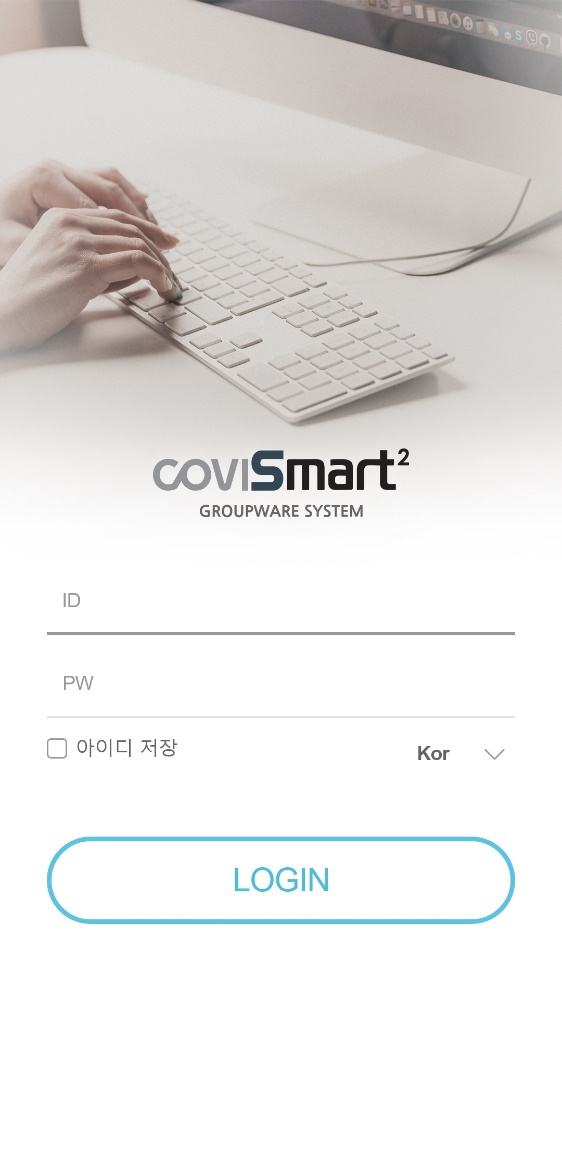 coviSmart²
GROUPWARE SYSTEM
ID
PW
아이디 저장
Kor
LOGIN